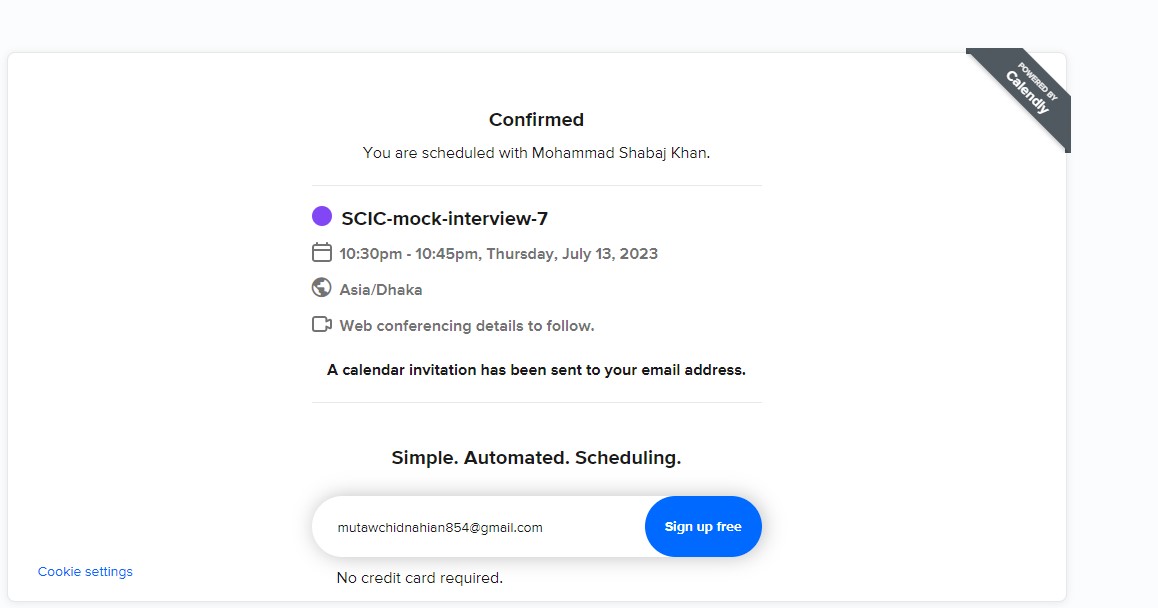 POWERED BY
Calendly
Confirmed
You are scheduled with Mohammad Shabaj Khan.
SCIC-mock-interview-7
10:30pm - 10:45pm, Thursday, July 13, 2023
Asia/Dhaka
Web conferencing details to follow.
A calendar invitation has been sent to your email address.
Simple. Automated. Scheduling.
mutawchidnahian854@gmail.com
Sign up free
Cookie settings
No credit card required.